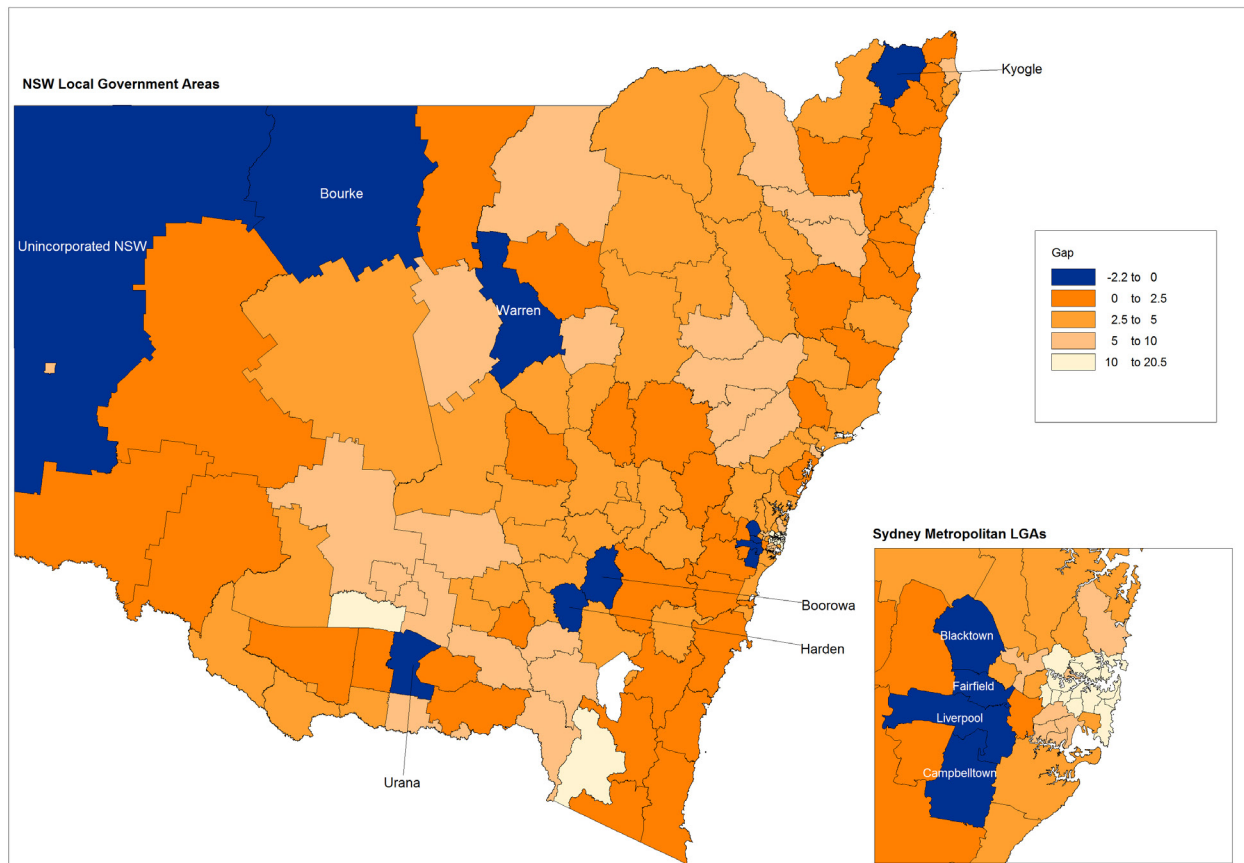 NSW Local Government Areas
Kyogle
Bourke
Unincorporated NSW
Warren
Gap
-2.2 to 0
0 to 2.5
2.5 to 5
5 to 10
10 to 20.5
Sydney Metropolitan LGAs
Boorowa
Harden
Urana
Blacktown
Fairfield
Liverpool
Campbelltown